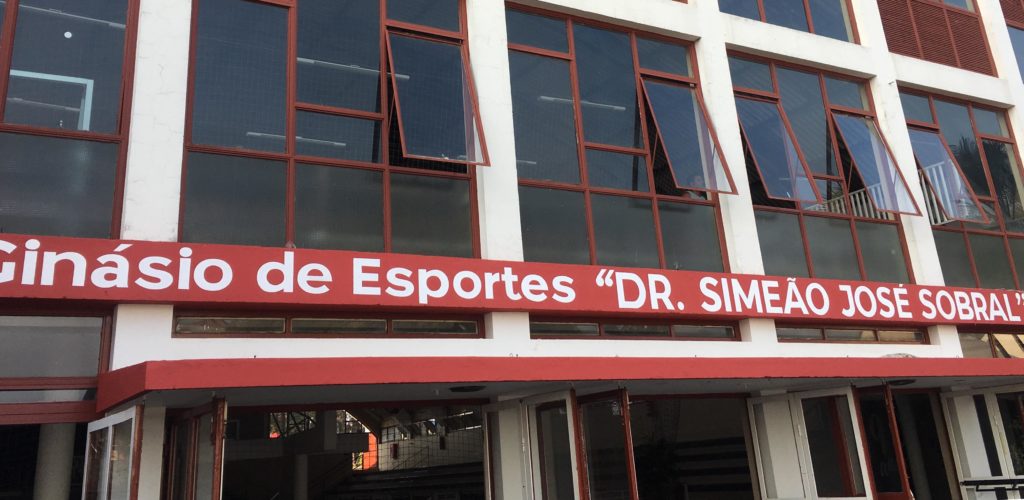 Ginásio de Esportes “DR. SIMEÃO JOSÉ SOBRAL”